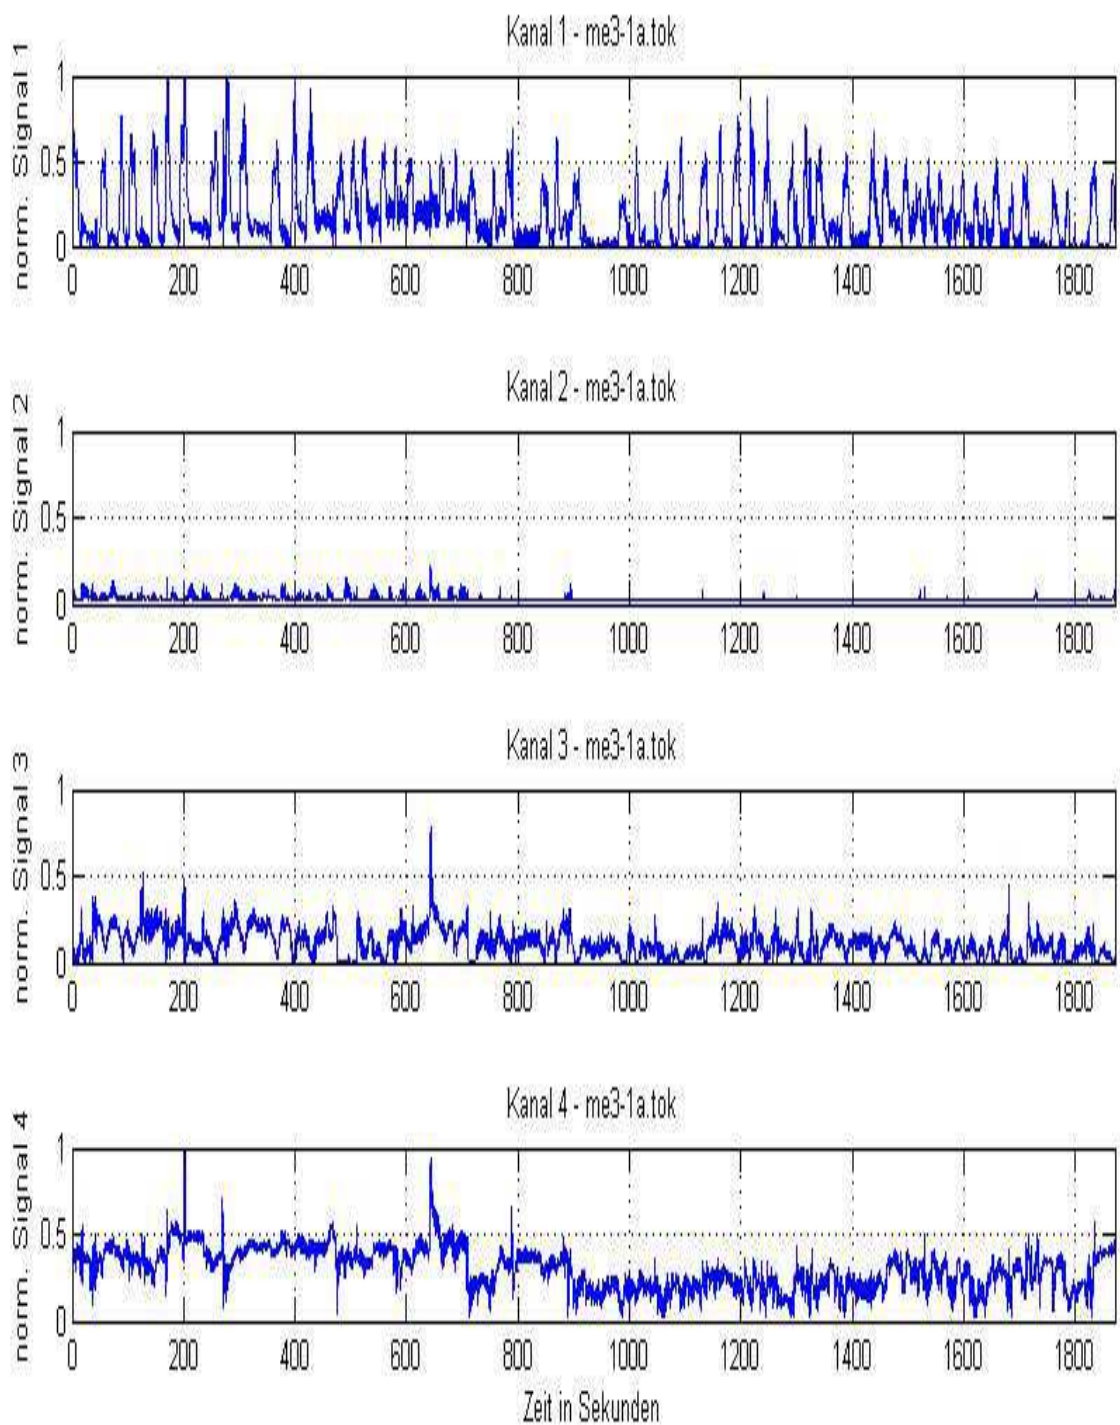 Kanal 1 - me3-1a.tok
norm. Signal 1
1
0.5
0
0 200 400 600 800 1000 1200 1400 1600 1800
Kanal 2 - me3-1a.tok
norm. Signal 2
1
0.5
0
0 200 400 600 800 1000 1200 1400 1600 1800
Kanal 3 - me3-1a.tok
norm. Signal 3
1
0.5
0
0 200 400 600 800 1000 1200 1400 1600 1800
Kanal 4 - me3-1a.tok
norm. Signal 4
1
0.5
0
0 200 400 600 800 1000 1200 1400 1600 1800
Zeit in Sekunden